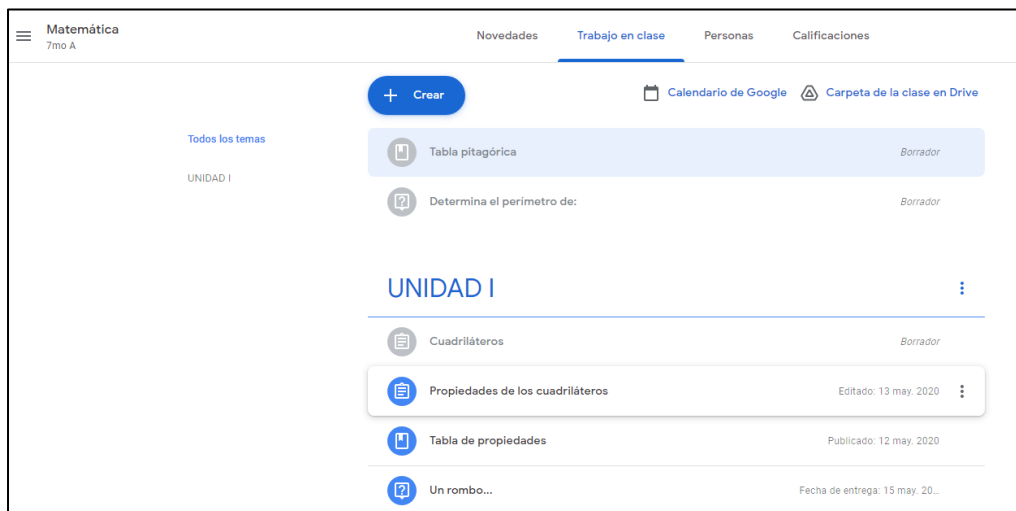 Matemática
7mo A
Novedades
Trabajo en clase
Personas
Calificaciones
Crear
Calendario de Google
Carpeta de la clase en Drive
Todos los temas
UNIDAD I
Tabla pitagórica
Borrador
Determina el perímetro de:
Borrador
UNIDAD I
Cuadriláteros
Borrador
Propiedades de los cuadriláteros
Editado: 13 may. 2020
Tabla de propiedades
Publicado: 12 may. 2020
Un rombo...
Fecha de entrega: 15 may. 20...